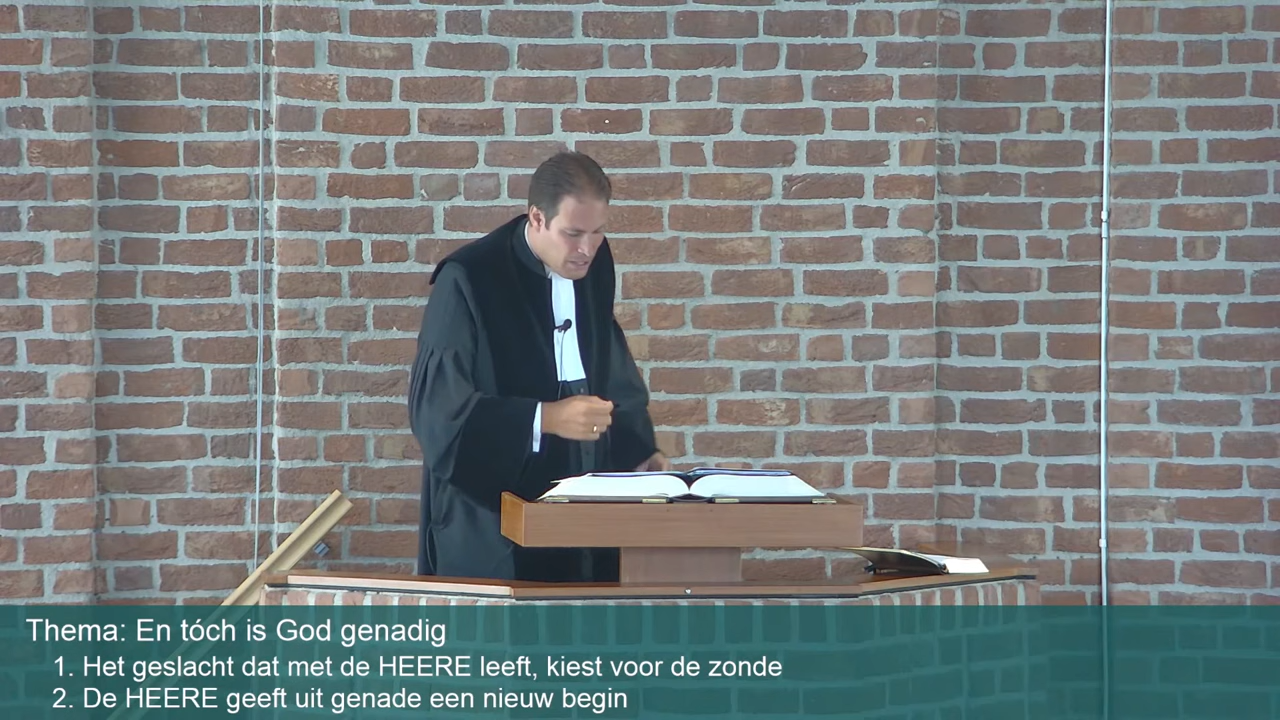 Thema: En tóch is God genadig
1. Het geslacht dat met de HEERE leeft, kiest voor de zonde
2. De HEERE geeft uit genade een nieuw begin